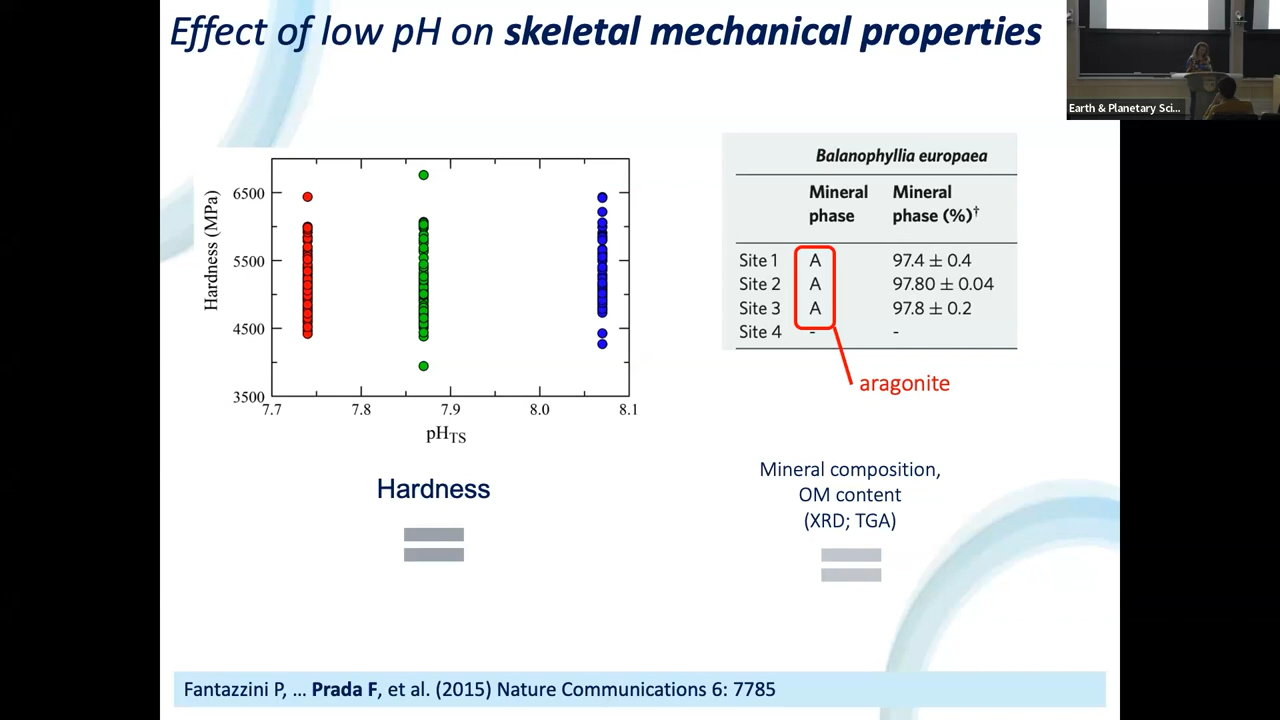 Effect of low pH on skeletal mechanical properties
Earth & Planetary Sci...
Hardness (MPa)
6500
5500
4500
3500
7.7 7.8 7.9 8.0 8.1
pHTS
Hardness
Balanophyllia europaea
Mineral phase Mineral phase (%)†
Site 1 A 97.4 ± 0.4
Site 2 A 97.80 ± 0.04
Site 3 A 97.8 ± 0.2
Site 4 - -
aragonite
Mineral composition,
OM content
(XRD; TGA)
Fantazzini P, ... Prada F, et al. (2015) Nature Communications 6: 7785